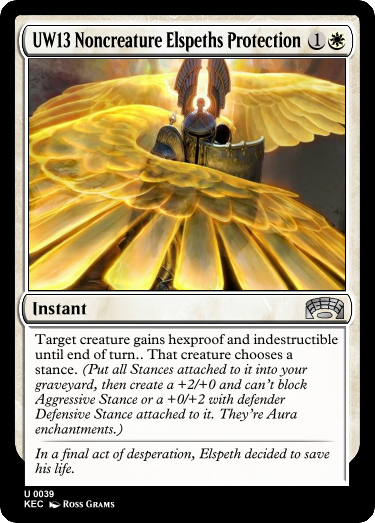 UW13 Noncreature Elspeths Protection 1
Instant
Target creature gains hexproof and indestructible
until end of turn.. That creature chooses a
stance. (Put all Stances attached to it into your
graveyard, then create a +2/+0 and can't block
Aggressive Stance or a +0/+2 with defender
Defensive Stance attached to it. They're Aura
enchantments.)
In a final act of desperation, Elspeth decided to save
his life.
U 0039
KEC Ross Grams